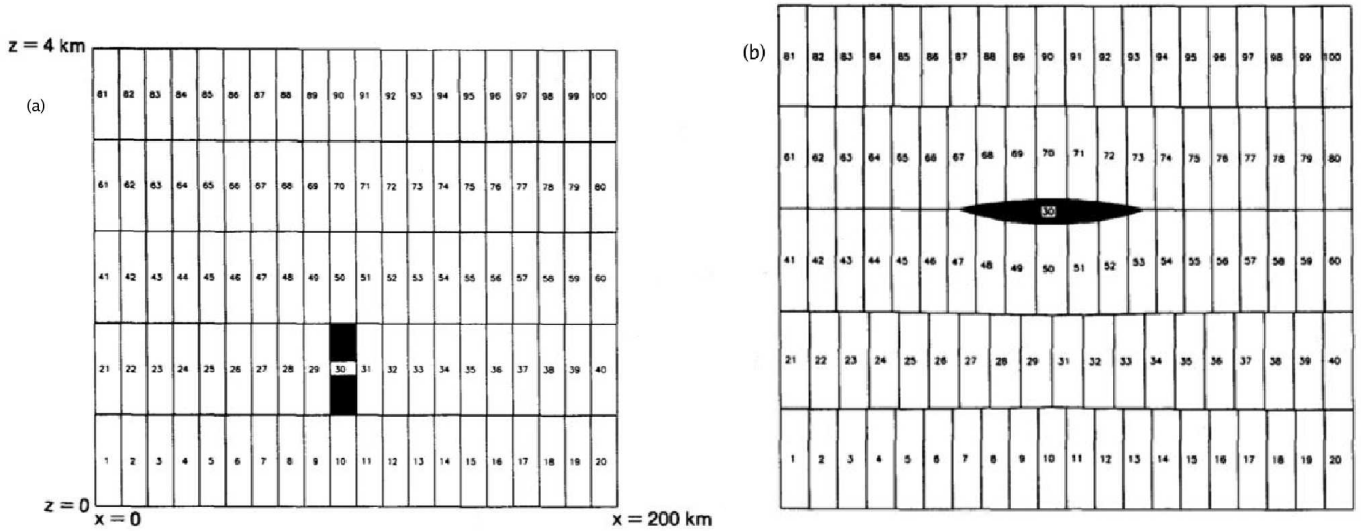 z = 4 km
(a)
81 82 83 84 85 86 87 88 89 90 91 92 93 94 95 96 97 98 99 100
61 62 63 64 65 66 67 68 69 70 71 72 73 74 75 76 77 78 79 80
41 42 43 44 45 46 47 48 49 50 51 52 53 54 55 56 57 58 59 60
21 22 23 24 25 26 27 28 29 30 31 32 33 34 35 36 37 38 39 40
1 2 3 4 5 6 7 8 9 10 11 12 13 14 15 16 17 18 19 20
z = 0
x = 0
x = 200 km
(b)
81 82 83 84 85 86 87 88 89 90 91 92 93 94 95 96 97 98 99 100
61 62 63 64 65 66 67 68 69 70 71 72 73 74 75 76 77 78 79 80
30
41 42 43 44 45 46 47 48 49 50 51 52 53 54 55 56 57 58 59 60
21 22 23 24 25 26 27 28 29 31 32 33 34 35 36 37 38 39 40
1 2 3 4 5 6 7 8 9 10 11 12 13 14 15 16 17 18 19 20